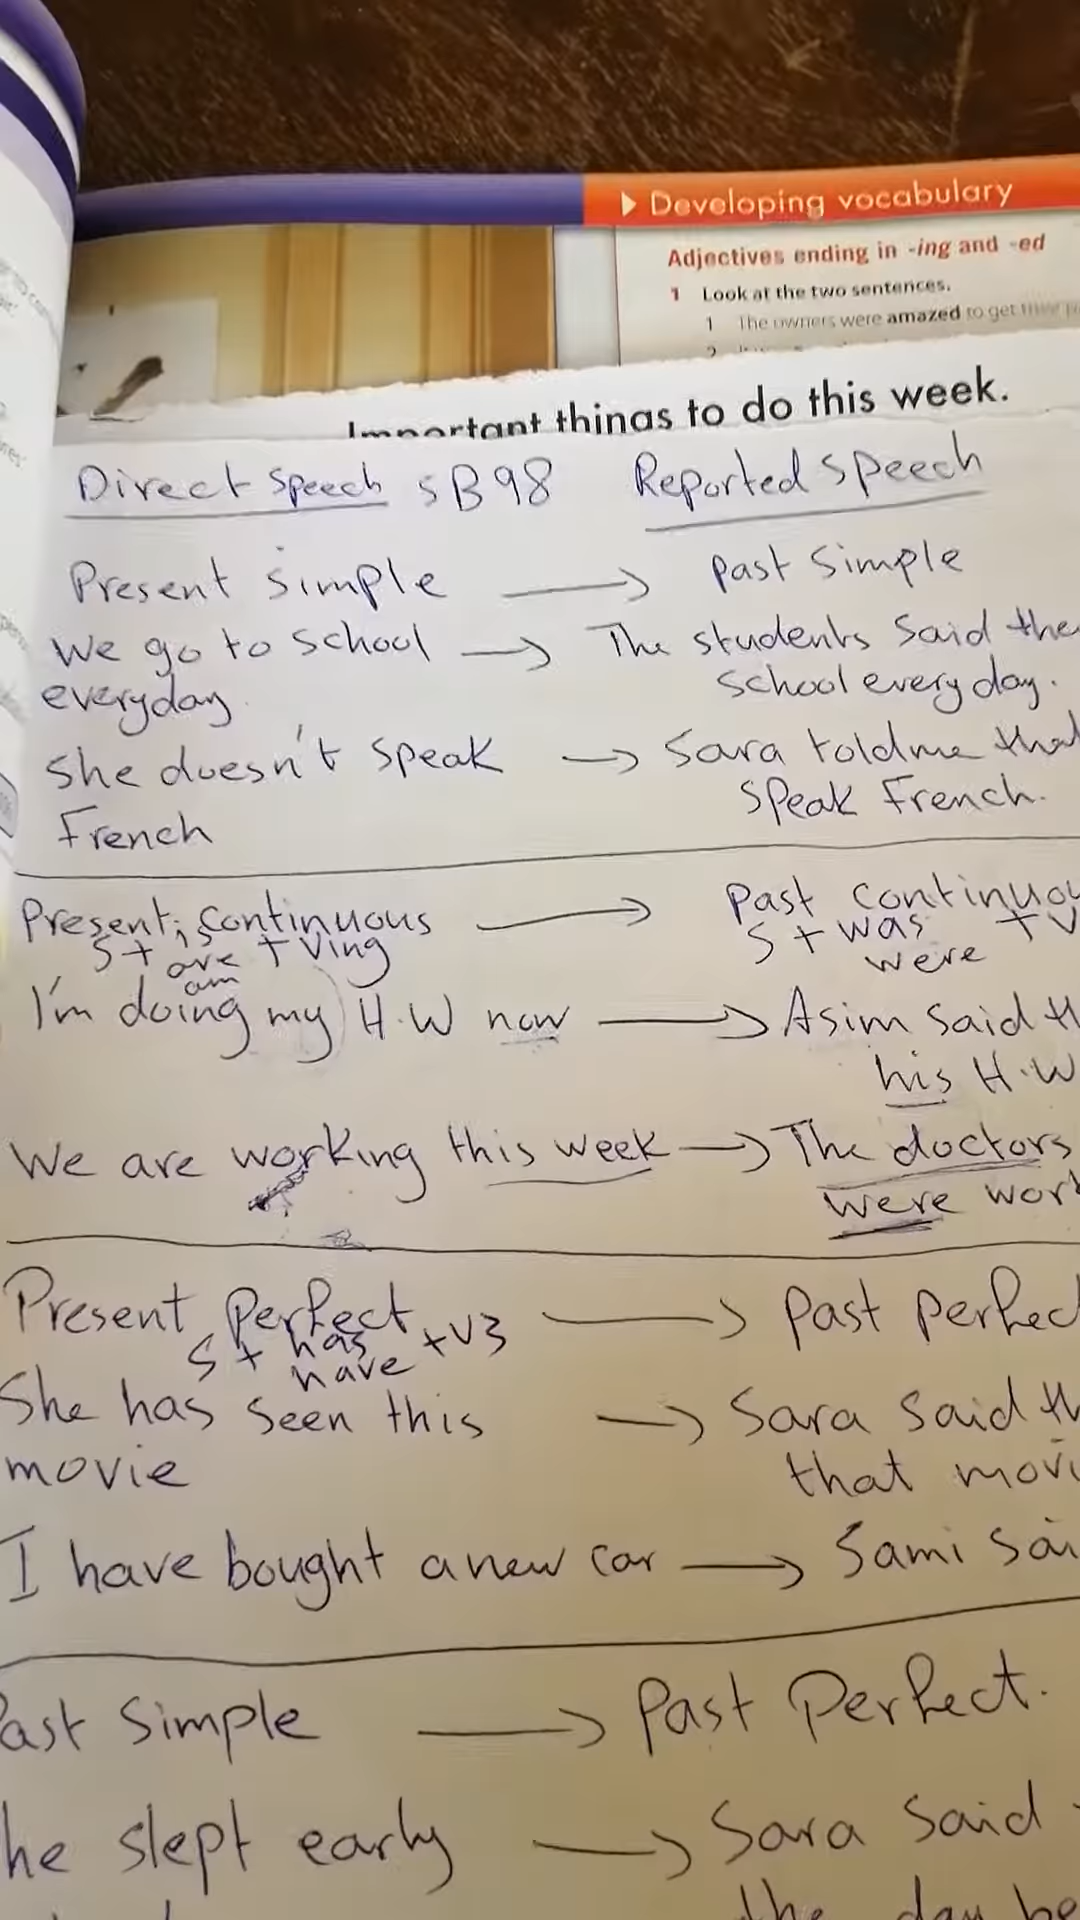 Developing vocabulary
Adjectives ending in -ing and -ed
1 Look at the two sentences.
1 The owners were amazed to get their
2
Important things to do this week.
Direct speech SB98 Reported speech
Present simple → past simple
We go to school → The students said
everyday. school every day.
She doesn't speak → Sara told me that
French speak French.
Present continuous → Past
S + is are am + Ving S + was were +
I'm doing my H.W now → Asim said
his H.W
We are working this week → The doctors
were
Present Perfect → Past
S + has have + V3
She has seen this → Sara said
movie that
I have bought a new car → Sami
Simple → Past Perfect.
slept early → Sara said
the day